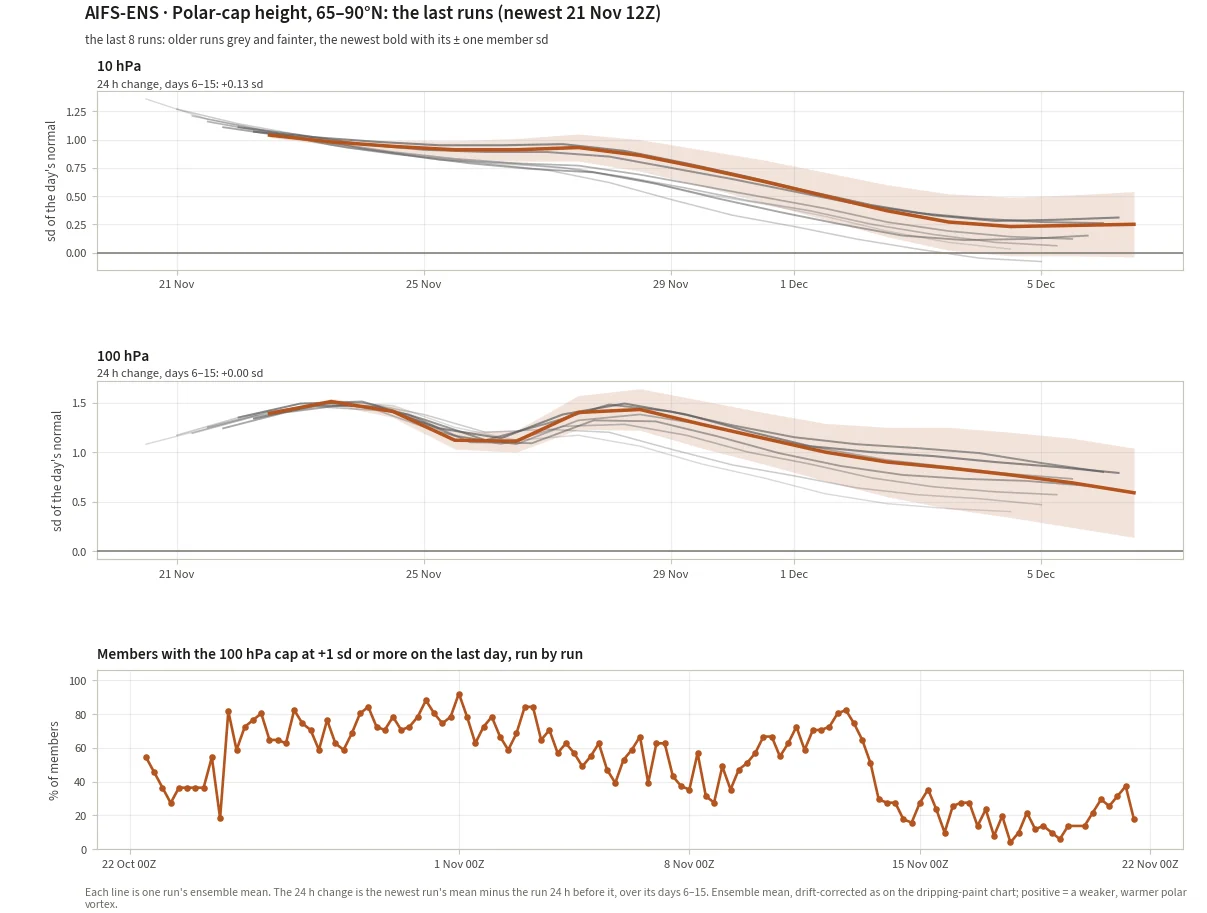 AIFS-ENS · Polar-cap height, 65–90°N: the last runs (newest 21 Nov 12Z)
the last 8 runs: older runs grey and fainter, the newest bold with its ± one member sd
10 hPa
24 h change, days 6–15: +0.13 sd
sd of the day's normal
1.25
1.00
0.75
0.50
0.25
0.00
21 Nov
25 Nov
29 Nov
1 Dec
5 Dec
100 hPa
24 h change, days 6–15: +0.00 sd
sd of the day's normal
1.5
1.0
0.5
0.0
21 Nov
25 Nov
29 Nov
1 Dec
5 Dec
Members with the 100 hPa cap at +1 sd or more on the last day, run by run
% of members
100
80
60
40
20
0
22 Oct 00Z
1 Nov 00Z
8 Nov 00Z
15 Nov 00Z
22 Nov 00Z
Each line is one run's ensemble mean. The 24 h change is the newest run's mean minus the run 24 h before it, over its days 6–15. Ensemble mean, drift-corrected as on the dripping-paint chart; positive = a weaker, warmer polar
vortex.